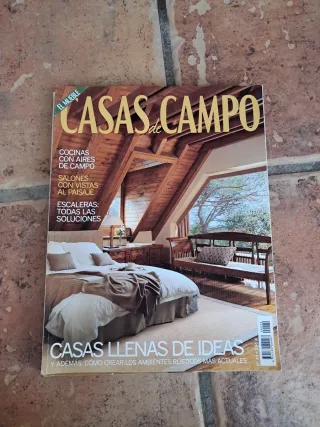 EL MUEBLE
CASAS de CAMPO
COCINAS
CON AIRES
DE CAMPO
SALONES
CON VISTAS
AL PAISAJE
ESCALERAS:
TODAS LAS
SOLUCIONES
CASAS LLENAS DE IDEAS
Y ADEMÁS: CÓMO CREAR LOS AMBIENTES RÚSTICOS MÁS ACTUALES